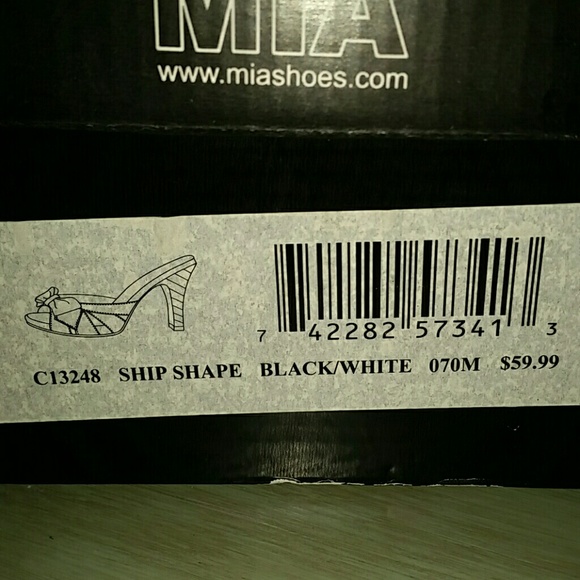 MIA
www.miashoes.com
7 42282 57341 3
C13248 SHIP SHAPE BLACK/WHITE 070M $59.99